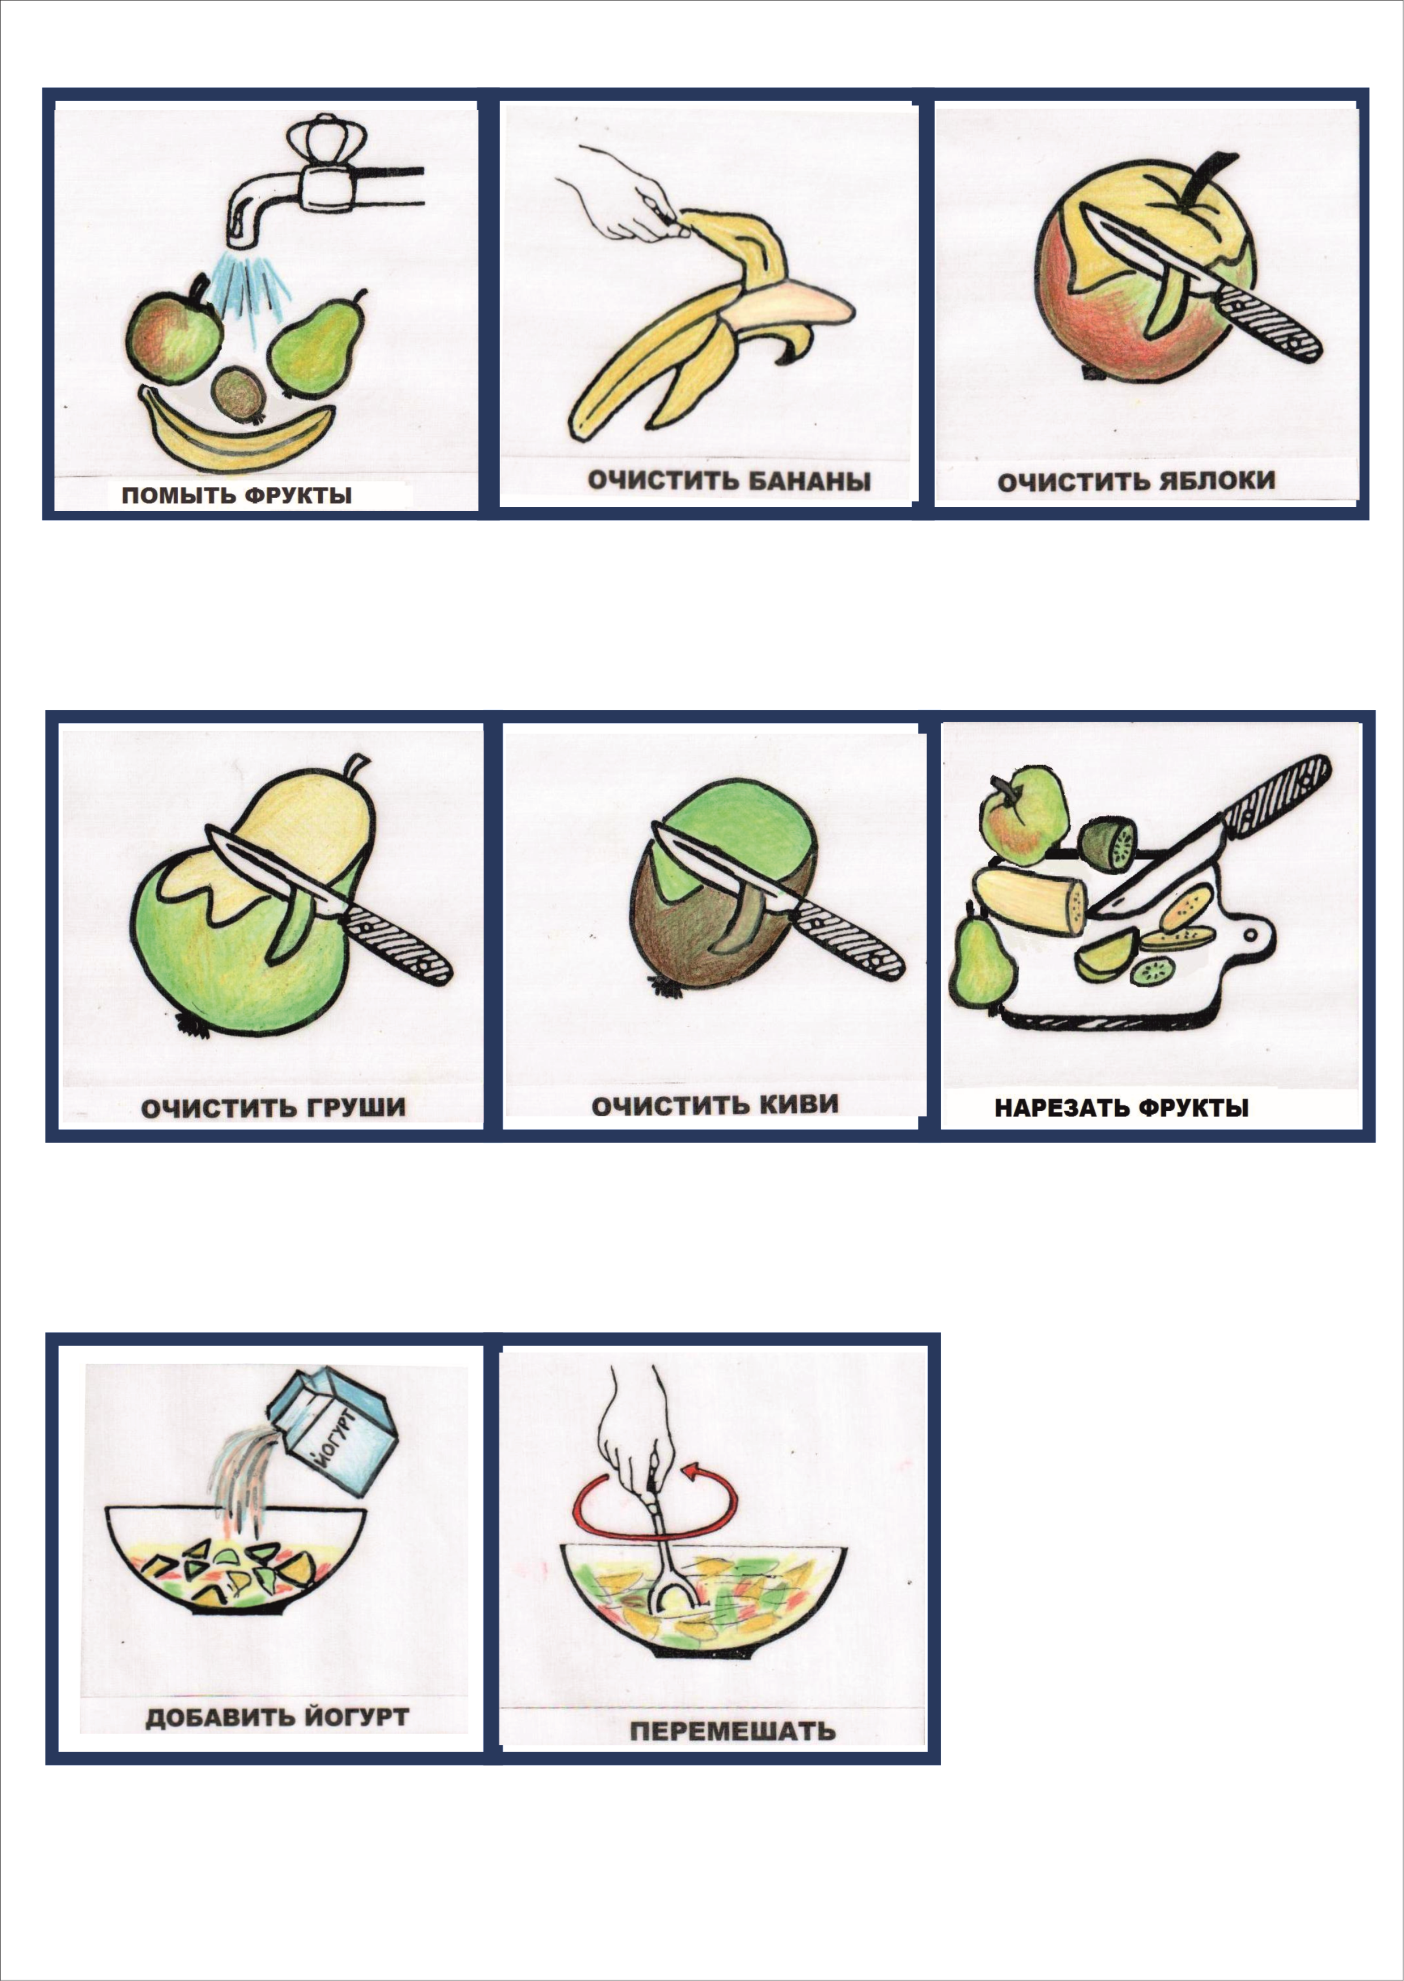 ПОМЫТЬ ФРУКТЫ
ОЧИСТИТЬ БАНАНЫ
ОЧИСТИТЬ ЯБЛОКИ
ОЧИСТИТЬ ГРУШИ
ОЧИСТИТЬ КИВИ
НАРЕЗАТЬ ФРУКТЫ
ЙОГУРТ
ДОБАВИТЬ ЙОГУРТ
ПЕРЕМЕШАТЬ